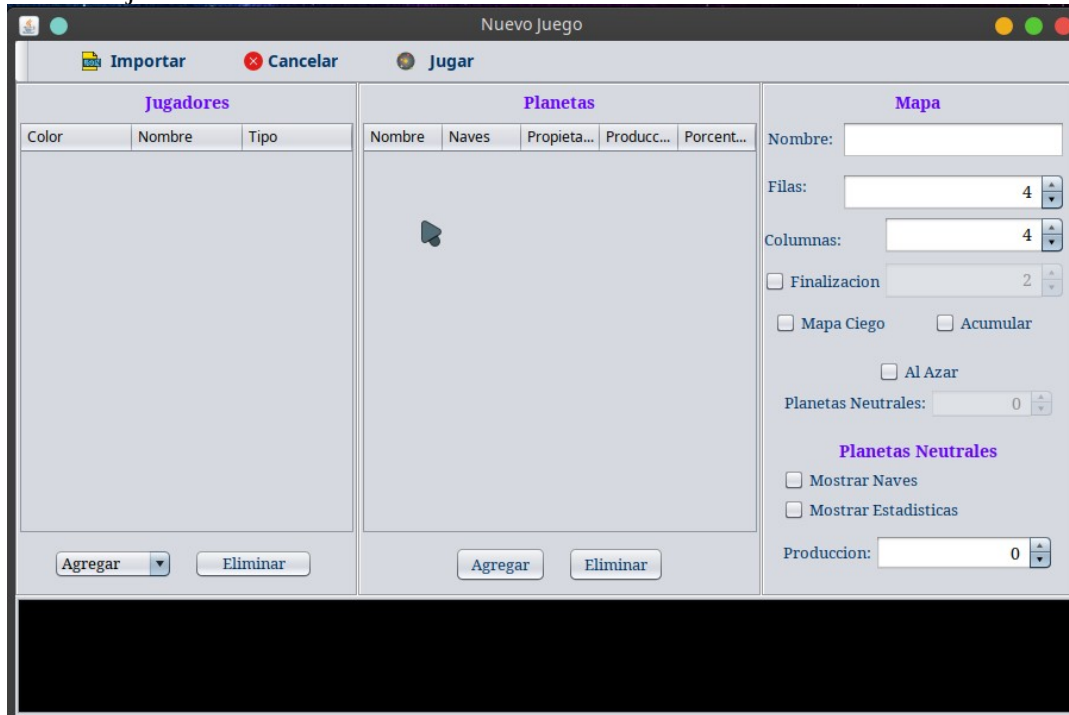 Nuevo Juego
Importar Cancelar Jugar
Jugadores
Color Nombre Tipo
Agregar Eliminar
Planetas
Nombre Naves Propieta... Producc... Porcent...
Agregar Eliminar
Mapa
Nombre:
Filas: 4
Columnas: 4
Finalizacion 2
Mapa Ciego Acumular
Al Azar
Planetas Neutrales: 0
Planetas Neutrales
Mostrar Naves
Mostrar Estadisticas
Produccion: 0